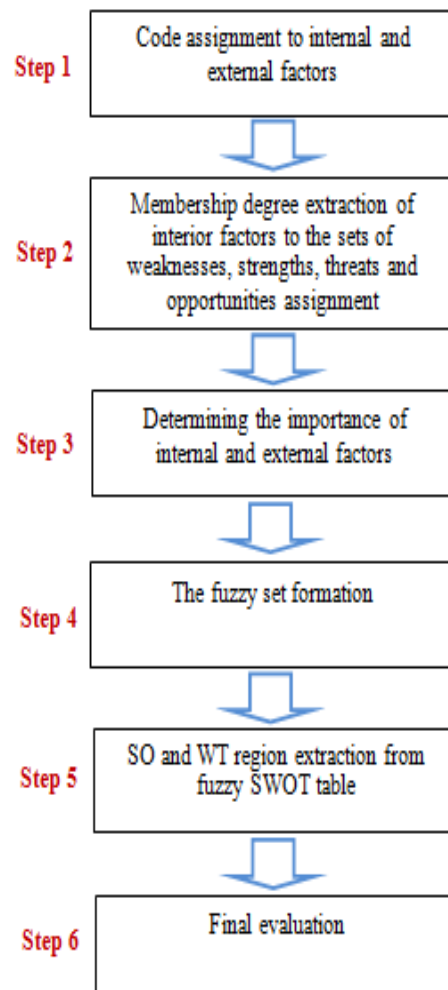 Step 1
Code assignment to internal and
external factors
Step 2
Membership degree extraction of
interior factors to the sets of
weaknesses, strengths, threats and
opportunities assignment
Step 3
Determining the importance of
internal and external factors
Step 4
The fuzzy set formation
Step 5
SO and WT region extraction from
fuzzy SWOT table
Step 6
Final evaluation